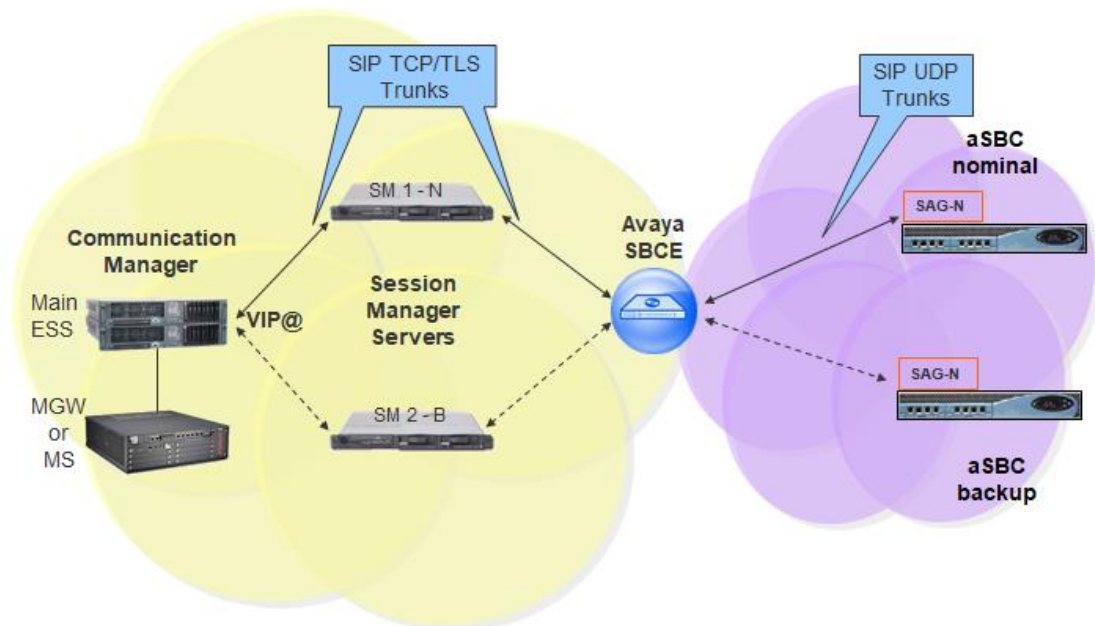 SIP TCP/TLS
Trunks
SIP UDP
Trunks
aSBC
nominal
SM 1 - N
SAG-N
Communication
Manager
Avaya
SBCE
Main
ESS
VIP@
Session
Manager
Servers
SAG-N
MGW
or
MS
SM 2 - B
aSBC
backup